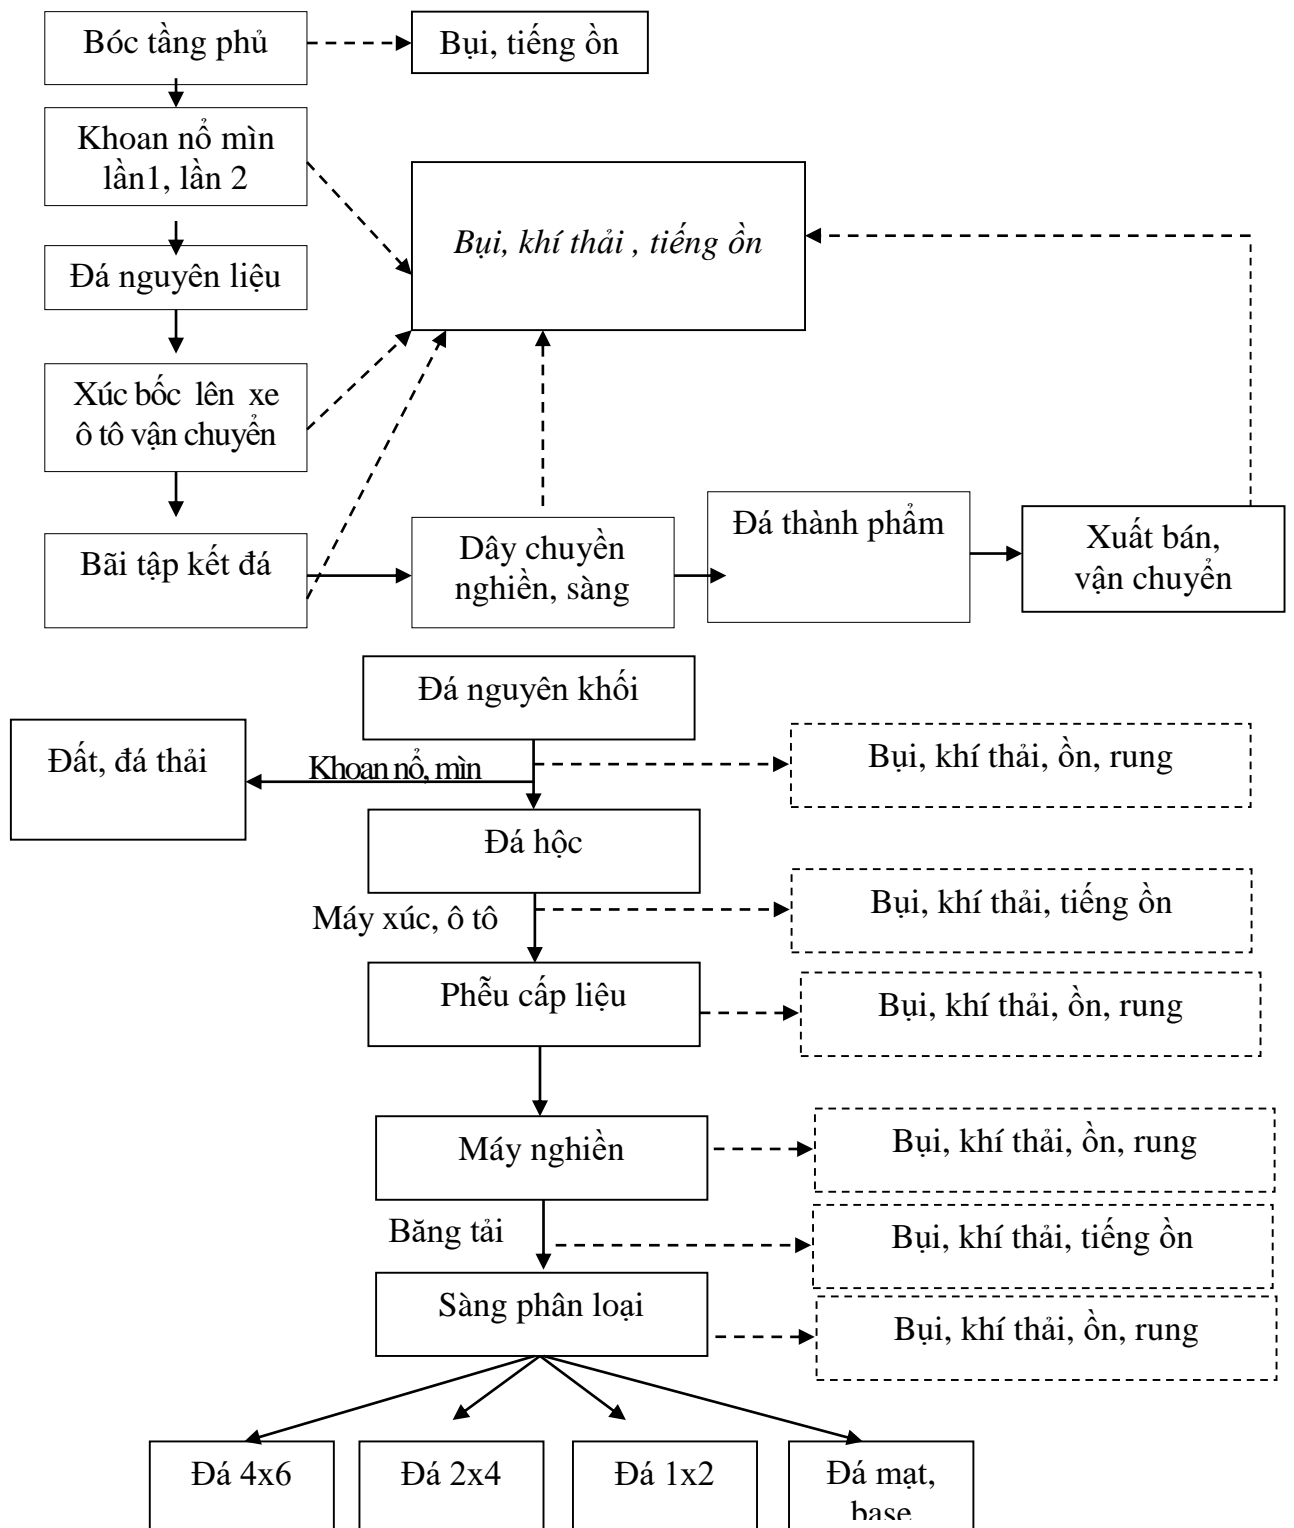 Bóc tầng phủ
Bụi, tiếng ồn
Khoan nổ mìn
lần1, lần 2
Bụi, khí thải , tiếng ồn
Đá nguyên liệu
Xúc bốc lên xe
ô tô vận chuyển
Bãi tập kết đá
Dây chuyền
nghiền, sàng
Đá thành phẩm
Xuất bán,
vận chuyển
Đá nguyên khối
Đất, đá thải
Khoan nổ, mìn
Bụi, khí thải, ồn, rung
Đá hộc
Máy xúc, ô tô
Bụi, khí thải, tiếng ồn
Phễu cấp liệu
Bụi, khí thải, ồn, rung
Máy nghiền
Bụi, khí thải, ồn, rung
Băng tải
Bụi, khí thải, tiếng ồn
Sàng phân loại
Bụi, khí thải, ồn, rung
Đá 4x6
Đá 2x4
Đá 1x2
Đá mạt,
base